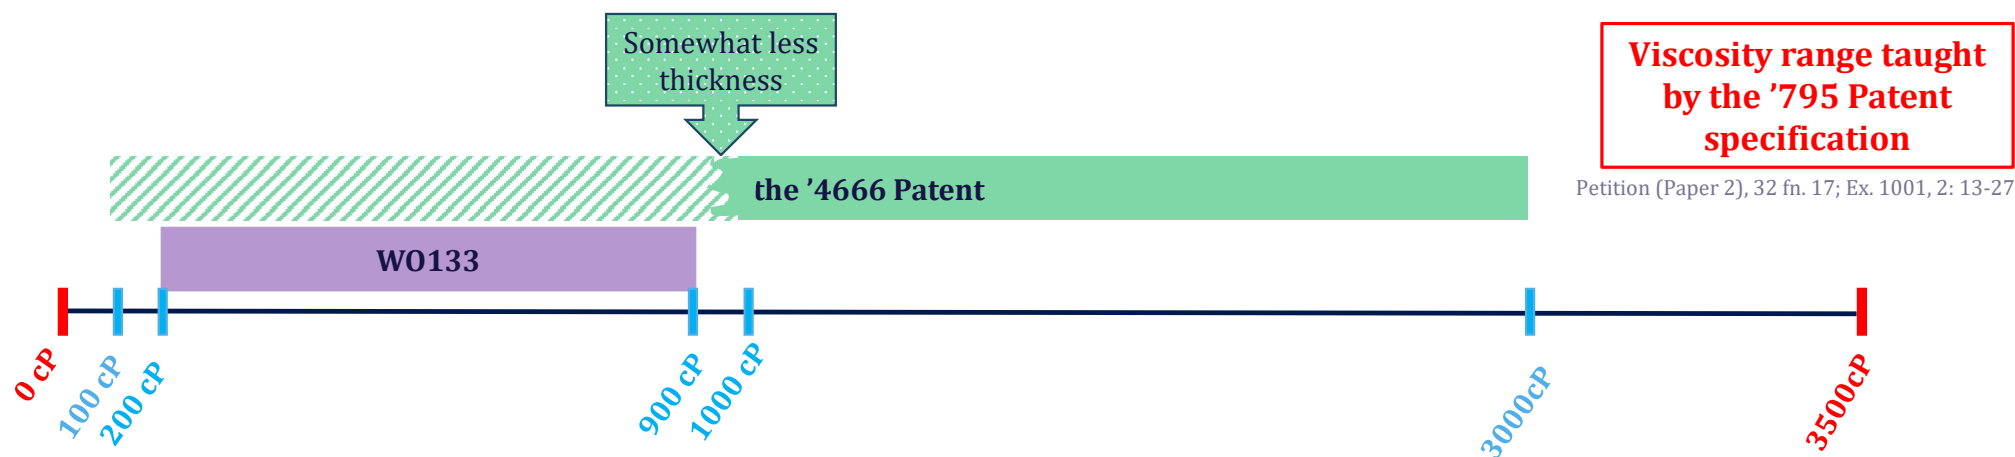 Somewhat less
thickness
Viscosity range taught
by the ’795 Patent
specification
Petition (Paper 2), 32 fn. 17; Ex. 1001, 2: 13-27
the ’4666 Patent
WO133
0 cP
100 cP
200 cP
900 cP
1000 cP
3000cP
3500cP